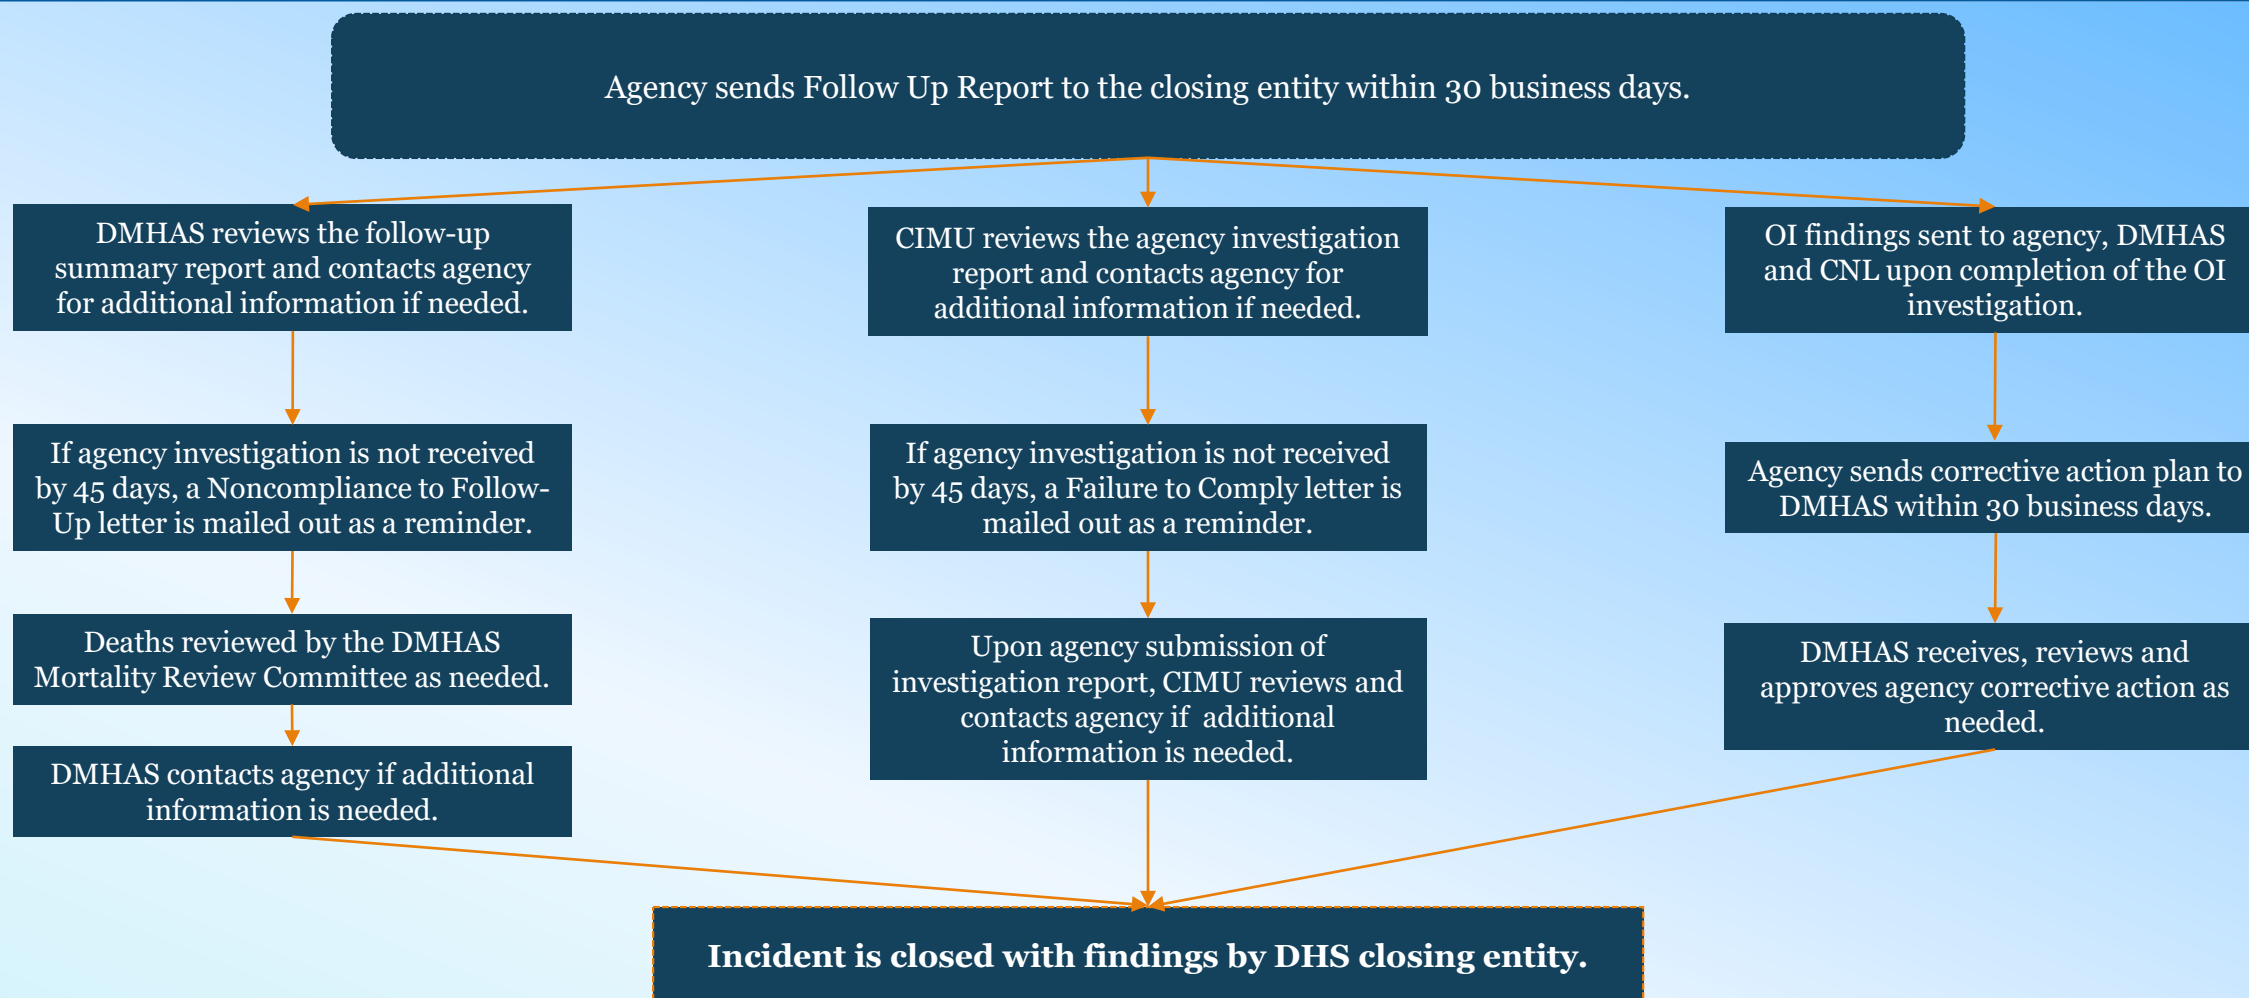 Agency sends Follow Up Report to the closing entity within 30 business days.
DMHAS reviews the follow-up
summary report and contacts agency
for additional information if needed.
If agency investigation is not received
by 45 days, a Noncompliance to Follow-
Up letter is mailed out as a reminder.
Deaths reviewed by the DMHAS
Mortality Review Committee as needed.
DMHAS contacts agency if additional
information is needed.
CIMU reviews the agency investigation
report and contacts agency for
additional information if needed.
If agency investigation is not received
by 45 days, a Failure to Comply letter is
mailed out as a reminder.
Upon agency submission of
investigation report, CIMU reviews and
contacts agency if  additional
information is needed.
OI findings sent to agency, DMHAS
and CNL upon completion of the OI
investigation.
Agency sends corrective action plan to
DMHAS within 30 business days.
DMHAS receives, reviews and
approves agency corrective action as
needed.
Incident is closed with findings by DHS closing entity.